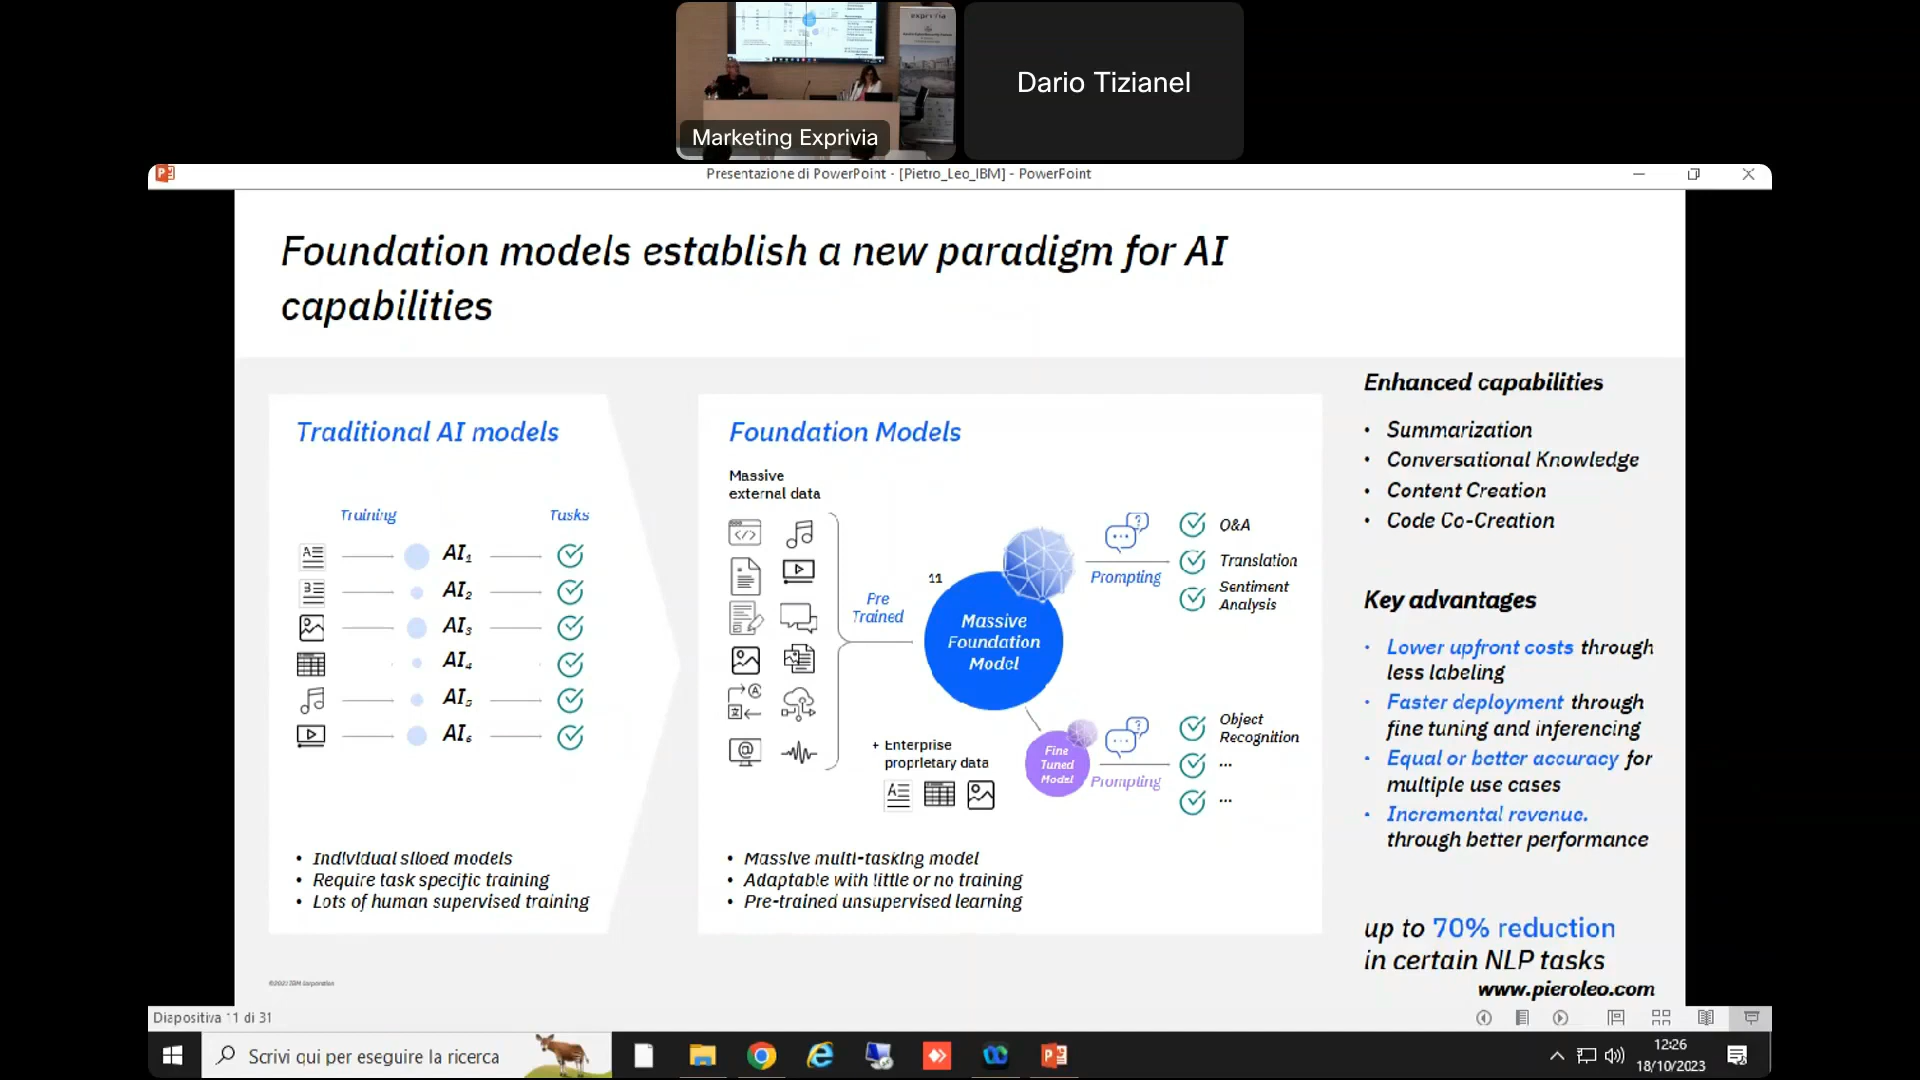 Dario Tizianel
Marketing Exprivia
Presentazione di PowerPoint - [Pietro_Leo_IBM] - PowerPoint
Foundation models establish a new paradigm for AI
capabilities
Traditional AI models
Training
Tasks
AI₁
AI₂
AI₃
AI₄
AI₅
AI₆
• Individual siloed models
• Require task specific training
• Lots of human supervised training
Foundation Models
Massive
external data
Pre
Trained
11
Massive
Foundation
Model
Prompting
Q&A
Translation
Sentiment
Analysis
+ Enterprise
proprietary data
Fine
Tuned
Model
Prompting
Object
Recognition
...
...
• Massive multi-tasking model
• Adaptable with little or no training
• Pre-trained unsupervised learning
Enhanced capabilities
• Summarization
• Conversational Knowledge
• Content Creation
• Code Co-Creation
Key advantages
• Lower upfront costs through
less labeling
• Faster deployment through
fine tuning and inferencing
• Equal or better accuracy for
multiple use cases
• Incremental revenue.
through better performance
up to 70% reduction
in certain NLP tasks
www.pieroleo.com
Diapositiva 11 di 31
Scrivi qui per eseguire la ricerca
12:26
18/10/2023